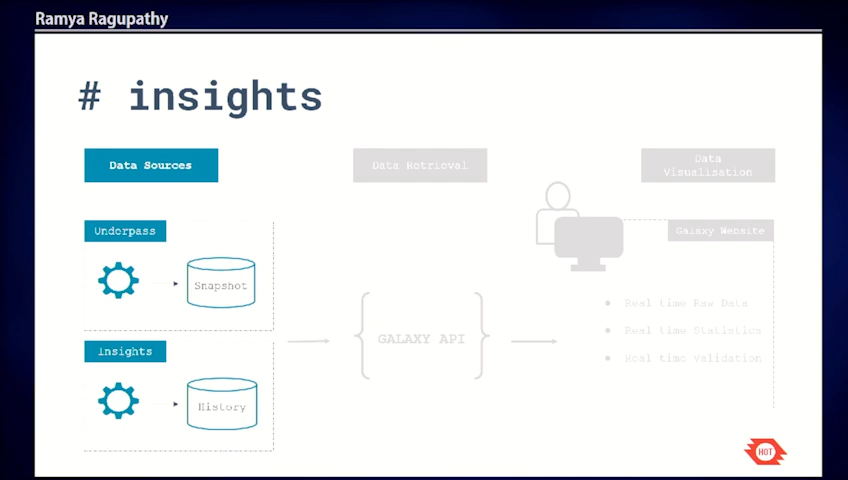 Ramya Ragupathy
# insights
Data Sources
Data Retrieval
Data
Visualisation
Underpass
Galaxy Website
Snapshot
Real time Raw Data
Real time Statistics
GALAXY API
Real time Validation
Insights
History
HOT